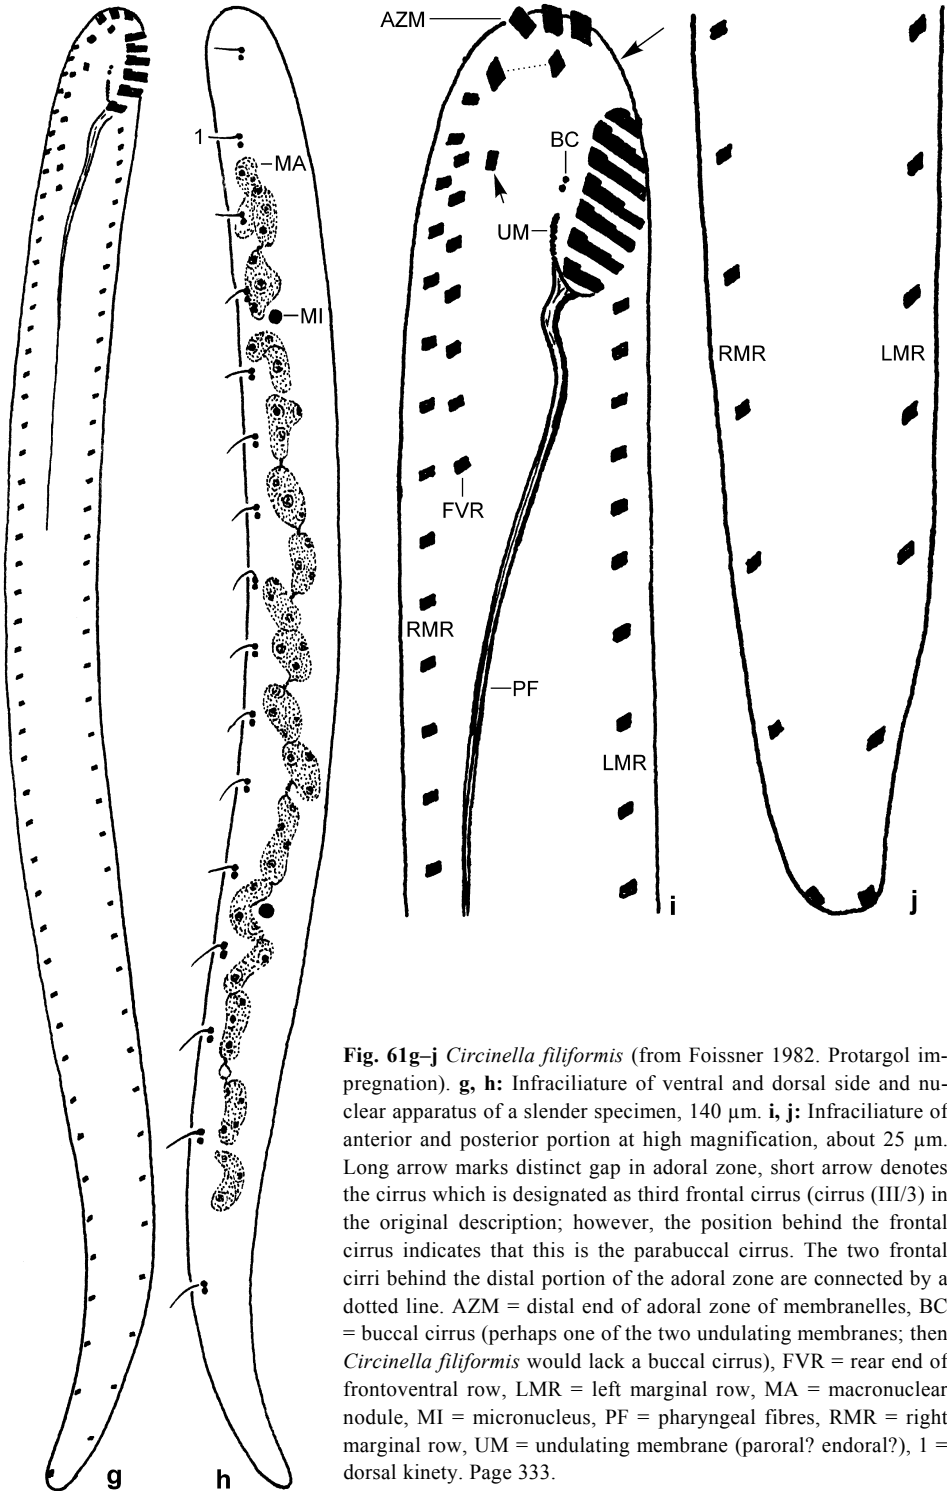 AZM
1
MA
BC
UM
MI
RMR
LMR
FVR
RMR
PF
LMR
i
j
Fig. 61g–j Circinella filiformis (from Foissner 1982. Protargol im-
pregnation). g, h: Infraciliature of ventral and dorsal side and nu-
clear apparatus of a slender specimen, 140 µm. i, j: Infraciliature of
anterior and posterior portion at high magnification, about 25 µm.
Long arrow marks distinct gap in adoral zone, short arrow denotes
the cirrus which is designated as third frontal cirrus (cirrus (III/3) in
the original description; however, the position behind the frontal
cirrus indicates that this is the parabuccal cirrus. The two frontal
cirri behind the distal portion of the adoral zone are connected by a
dotted line. AZM = distal end of adoral zone of membranelles, BC
= buccal cirrus (perhaps one of the two undulating membranes; then
Circinella filiformis would lack a buccal cirrus), FVR = rear end of
frontoventral row, LMR = left marginal row, MA = macronuclear
nodule, MI = micronucleus, PF = pharyngeal fibres, RMR = right
marginal row, UM = undulating membrane (paroral? endoral?), 1 =
dorsal kinety. Page 333.
g
h